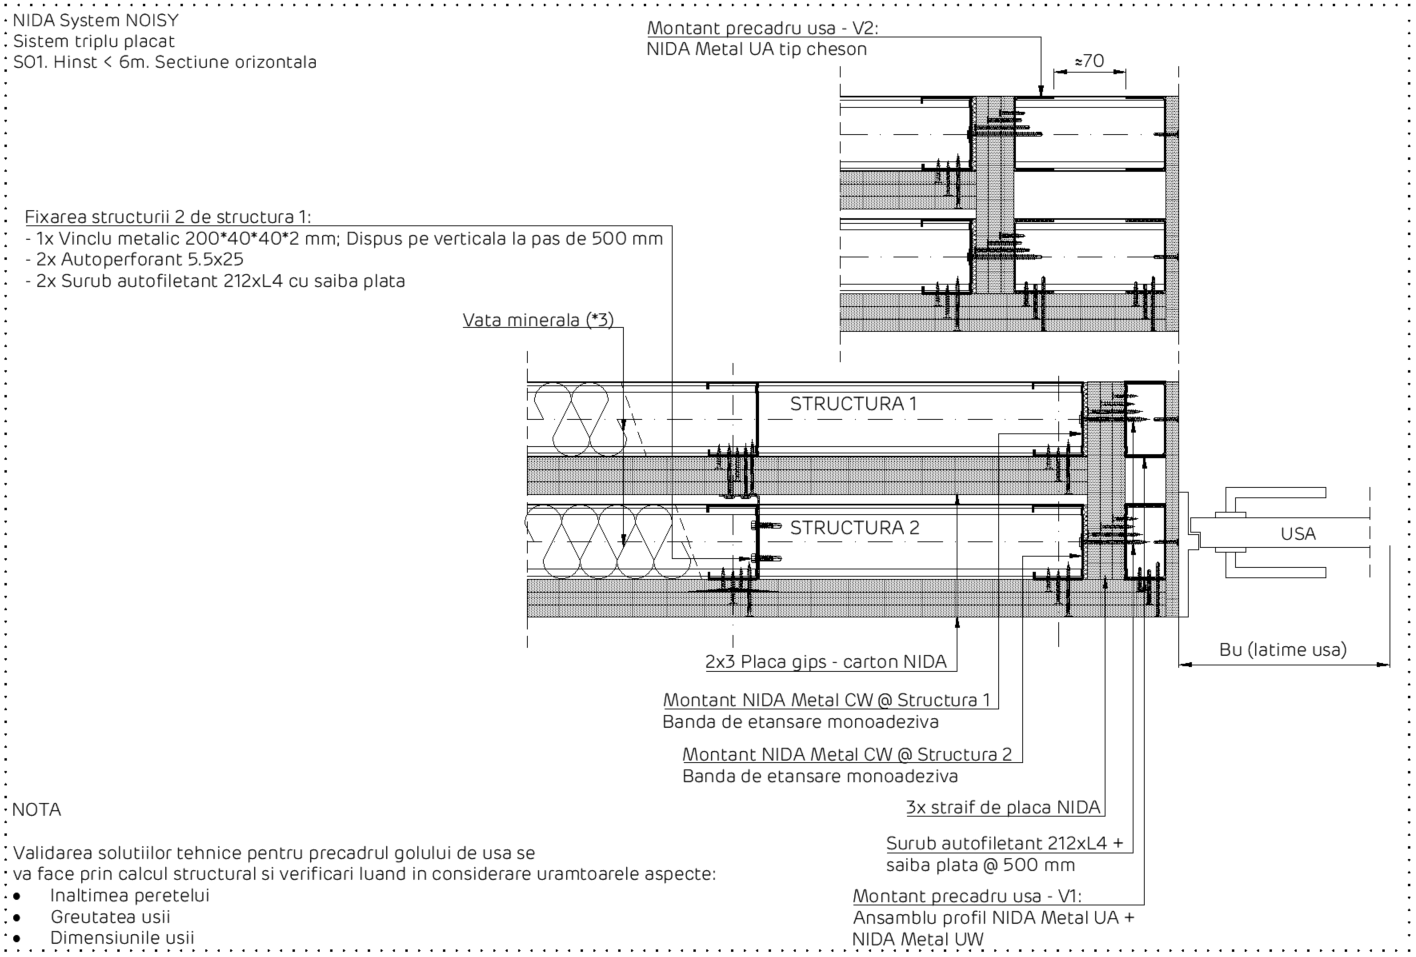 NIDA System NOISY
Sistem triplu placat
S01. Hinst < 6m. Sectiune orizontala
Montant precadru usa - V2:
NIDA Metal UA tip cheson
≈70
Fixarea structurii 2 de structura 1:
- 1x Vinclu metalic 200*40*40*2 mm; Dispus pe verticala la pas de 500 mm
- 2x Autoperforant 5.5x25
- 2x Surub autofiletant 212xL4 cu saiba plata
Vata minerala (*3)
STRUCTURA 1
STRUCTURA 2
USA
Bu (latime usa)
2x3 Placa gips - carton NIDA
Montant NIDA Metal CW @ Structura 1
Banda de etansare monoadeziva
Montant NIDA Metal CW @ Structura 2
Banda de etansare monoadeziva
3x straif de placa NIDA
Surub autofiletant 212xL4 +
saiba plata @ 500 mm
Montant precadru usa - V1:
Ansamblu profil NIDA Metal UA +
NIDA Metal UW
NOTA
Validarea solutiilor tehnice pentru precadrul golului de usa se
va face prin calcul structural si verificari luand in considerare uramtoarele aspecte:
• Inaltimea peretelui
• Greutatea usii
• Dimensiunile usii